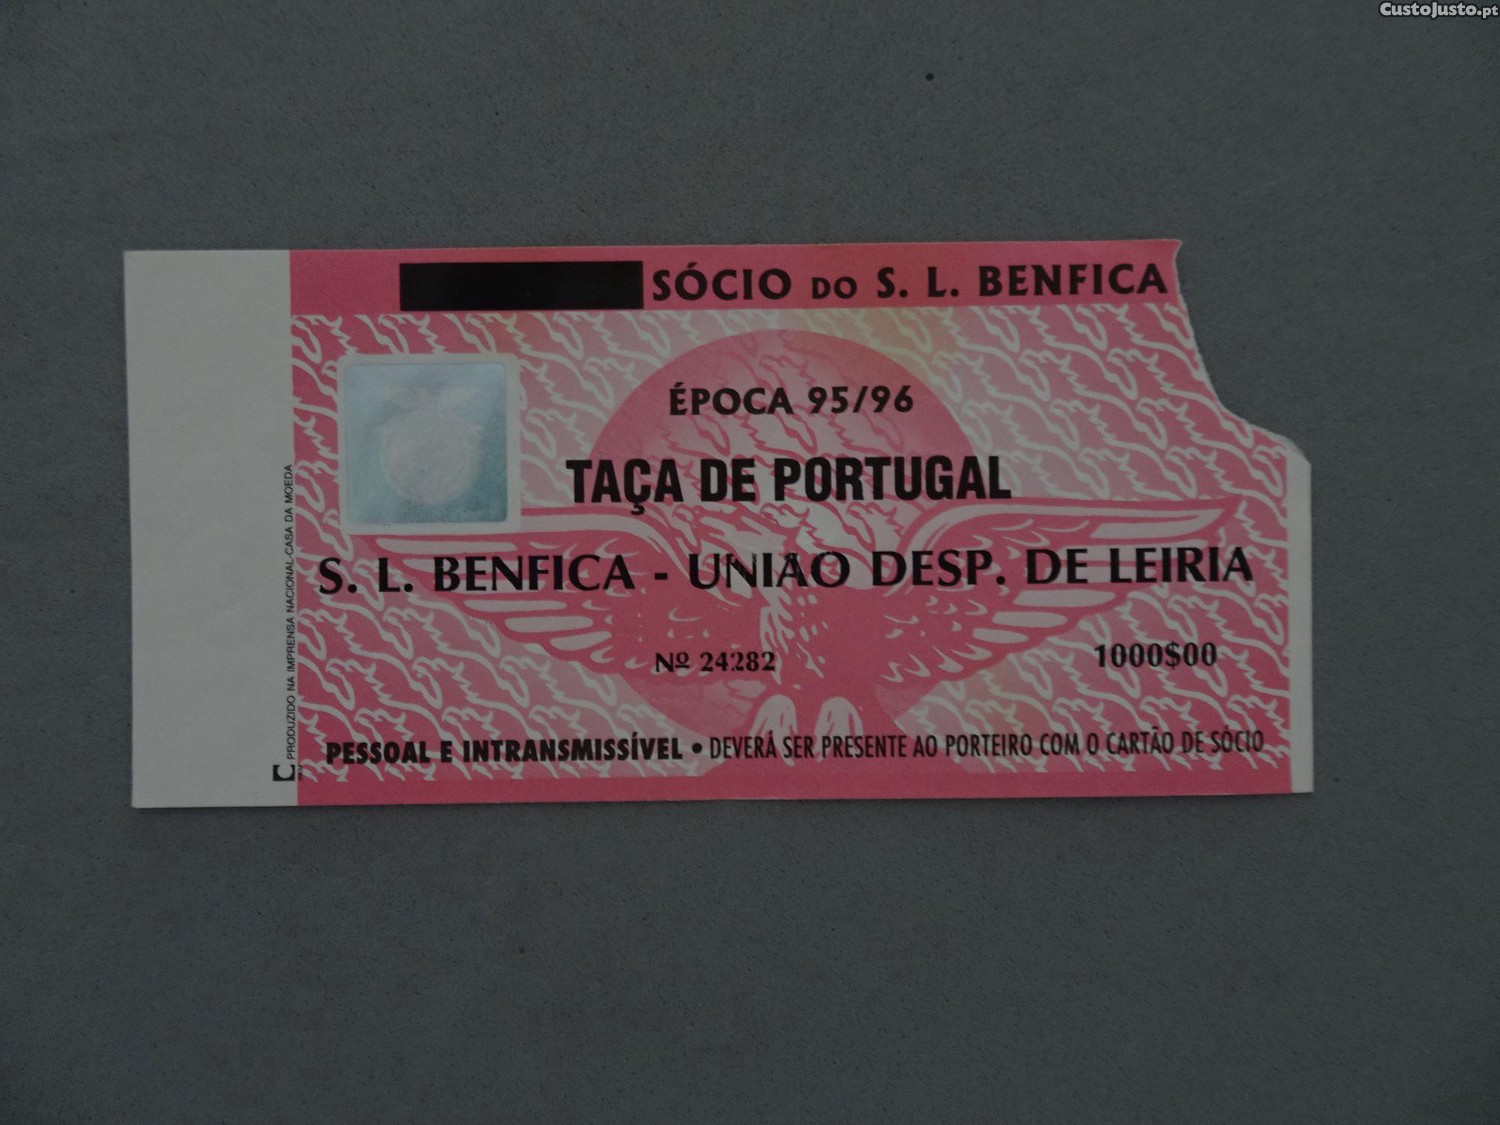 CustoJusto.pt
SÓCIO DO S. L. BENFICA
ÉPOCA 95/96
TAÇA DE PORTUGAL
S. L. BENFICA - UNIÃO DESP. DE LEIRIA
Nº 24282
1000$00
PESSOAL E INTRANSMISSÍVEL • DEVERÁ SER PRESENTE AO PORTEIRO COM O CARTÃO DE SÓCIO
PRODUZIDO NA IMPRENSA NACIONAL-CASA DA MOEDA